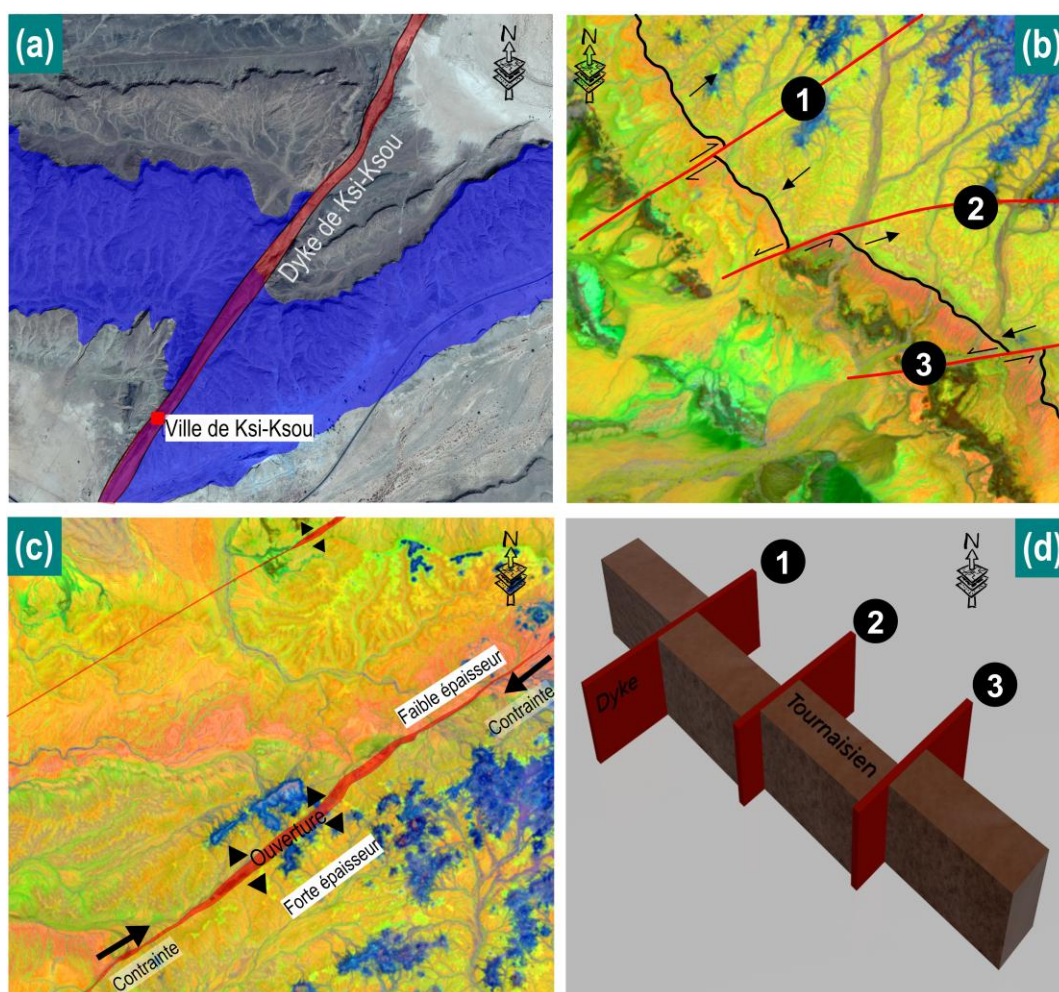 (a)
N
Dyke de Ksi-Ksou
Ville de Ksi-Ksou
(b)
N
1
2
3
(c)
N
Faible épaisseur
Contrainte
Ouverture
Forte épaisseur
Contrainte
(d)
N
1
2
3
Dyke
Tournaisien